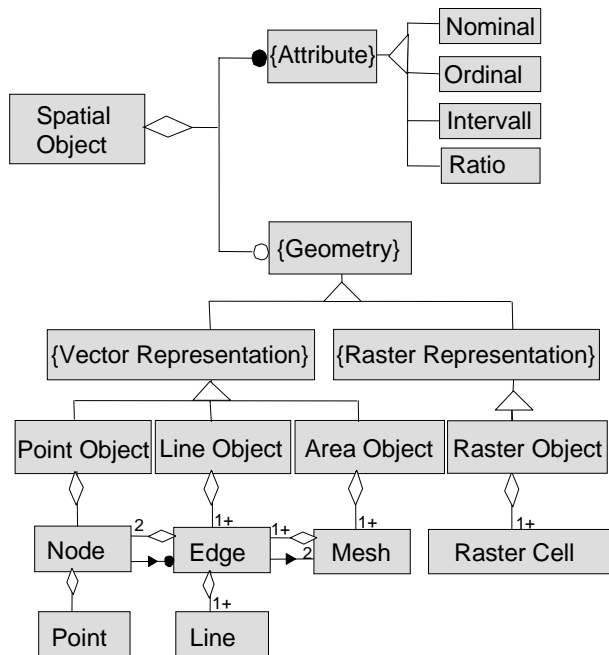 Nominal
{Attribute}
Ordinal
Spatial
Object
Intervall
Ratio
{Geometry}
{Vector Representation}
{Raster Representation}
Point Object
Line Object
Area Object
Raster Object
1+
1+
1+
2
1+
Node
Edge
2
Mesh
Raster Cell
1+
Point
Line